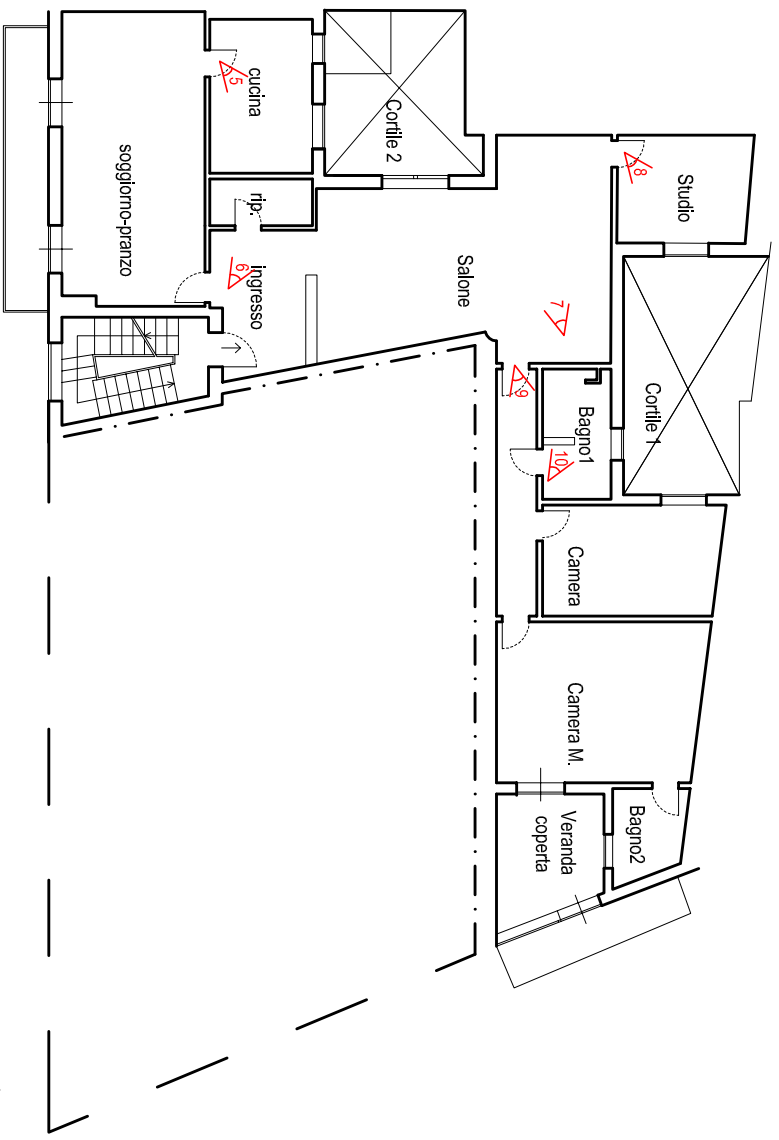 Studio
8
Cortile 1
Camera
Camera M.
Bagno2
Cortile 2
Salone
7
Bagno1
9
10
Veranda
coperta
cucina
5
rip.
ingresso
6
soggiorno-pranzo